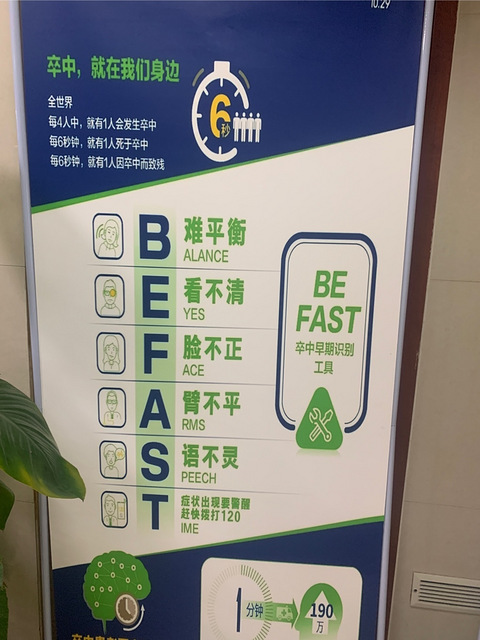 10.29
卒中，就在我们身边
全世界
每4人中，就有1人会发生卒中
每6秒钟，就有1人死于卒中
每6秒钟，就有1人因卒中而致残
6秒
B 难平衡
ALANCE
E 看不清
YES
F 脸不正
ACE
A 臂不平
RMS
S 语不灵
PEECH
T 症状出现要警醒
赶快拨打120
IME
BE
FAST
卒中早期识别
工具
1分钟
190
万